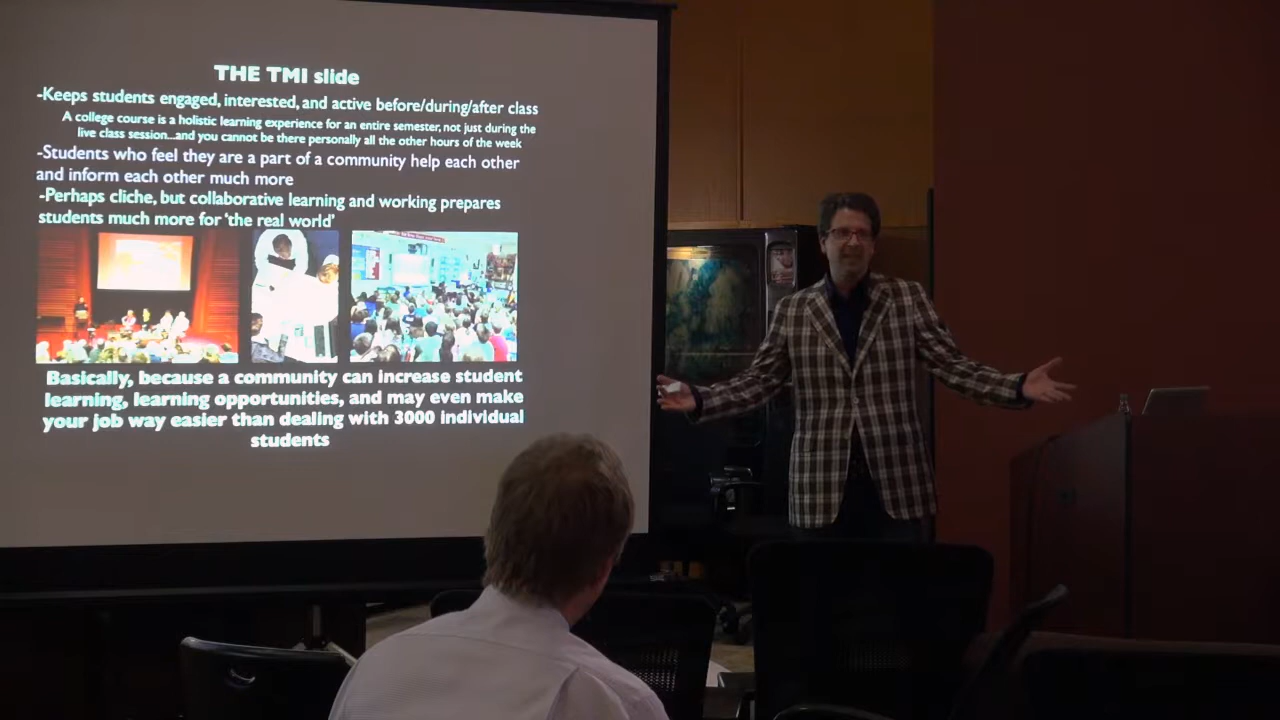 THE TMI slide
-Keeps students engaged, interested, and active before/during/after class
A college course is a holistic learning experience for an entire semester, not just during the
live class session...and you cannot be there personally all the other hours of the week
-Students who feel they are a part of a community help each other
and inform each other much more
-Perhaps cliche, but collaborative learning and working prepares
students much more for 'the real world'
Basically, because a community can increase student
learning, learning opportunities, and may even make
your job way easier than dealing with 3000 individual
students